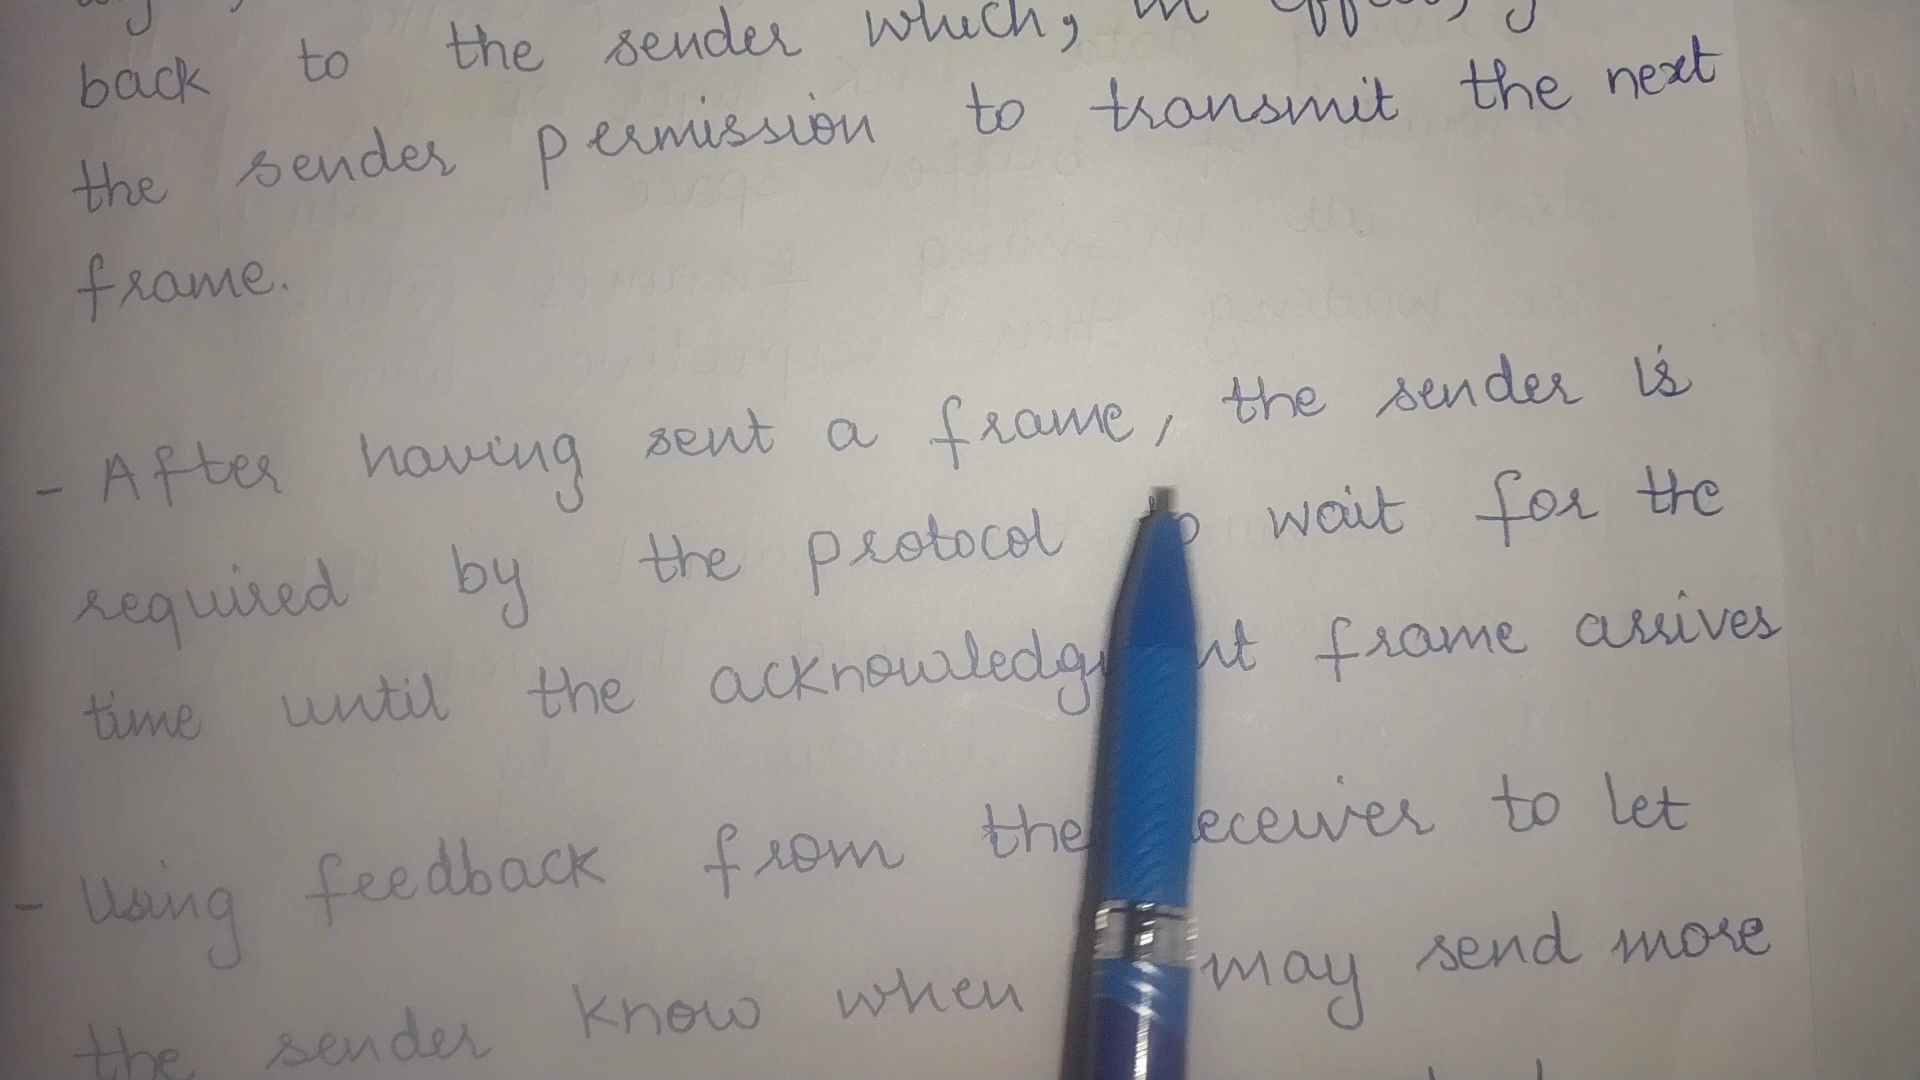 back to the sender which, in
the sender permission to transmit the next
frame.
- After having sent a frame, the sender is
required by the protocol wait for the
time until the frame arrives
- Using feedback from the to let
the sender know when may send more